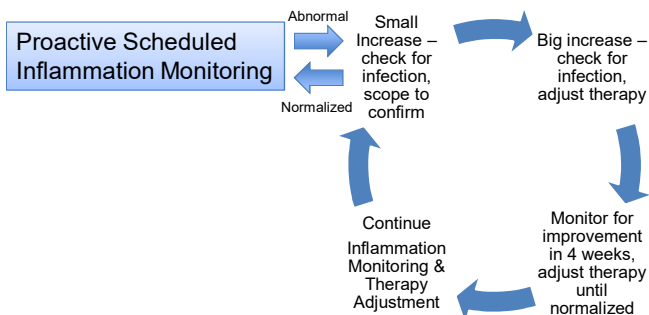 Proactive Scheduled
Inflammation Monitoring
Abnormal
Normalized
Small
Increase –
check for
infection,
scope to
confirm
Big increase –
check for
infection,
adjust therapy
Monitor for
improvement
in 4 weeks,
adjust therapy
until
normalized
Continue
Inflammation
Monitoring &
Therapy
Adjustment